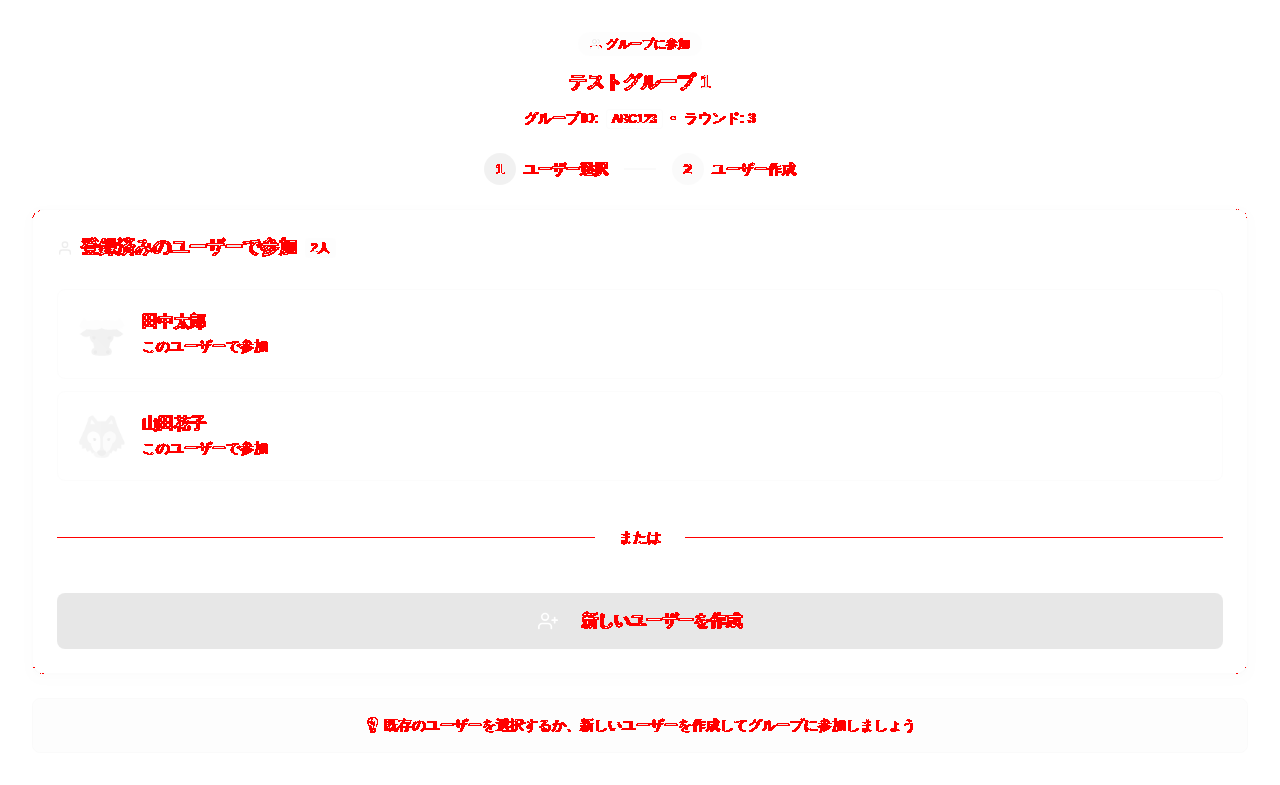 グループに参加
テストグループ 1
グループID: ABC123 • ラウンド: 3
1 ユーザー選択 2 ユーザー作成
登録済みのユーザーで参加 2人
田中太郎
このユーザーで参加
山田花子
このユーザーで参加
または
新しいユーザーを作成
💡 既存のユーザーを選択するか、新しいユーザーを作成してグループに参加しましょう